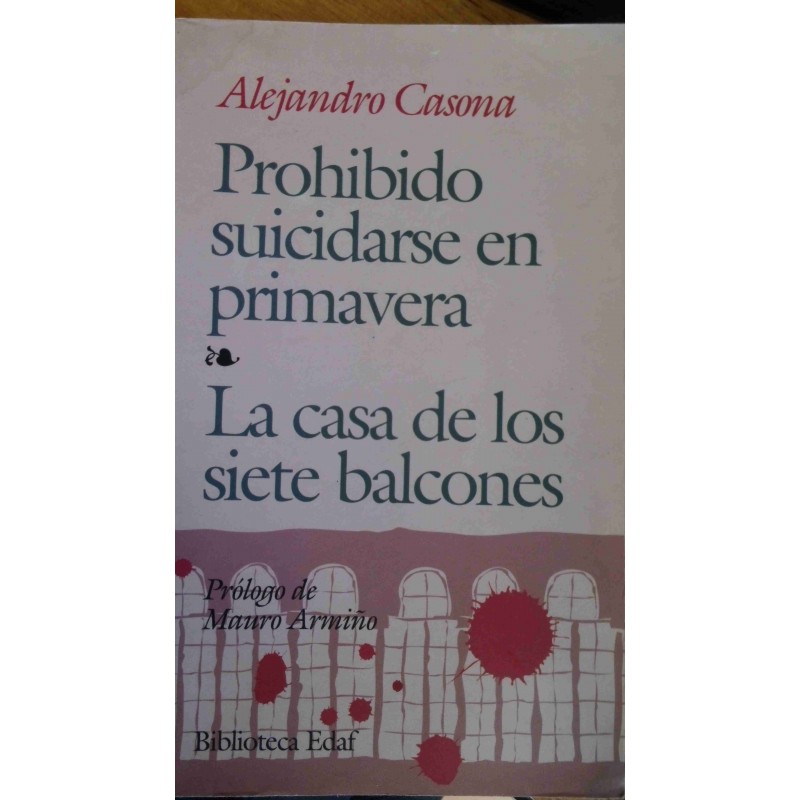 Alejandro Casona
Prohibido
suicidarse en
primavera
La casa de los
siete balcones
Prólogo de
Mauro Armiño
Biblioteca Edaf